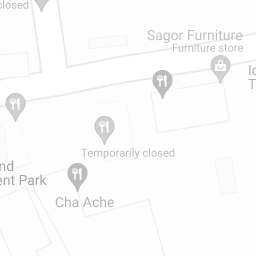 closed
Sagor Furniture
Furniture store
Temporarily closed
nd
ent Park
Cha Ache